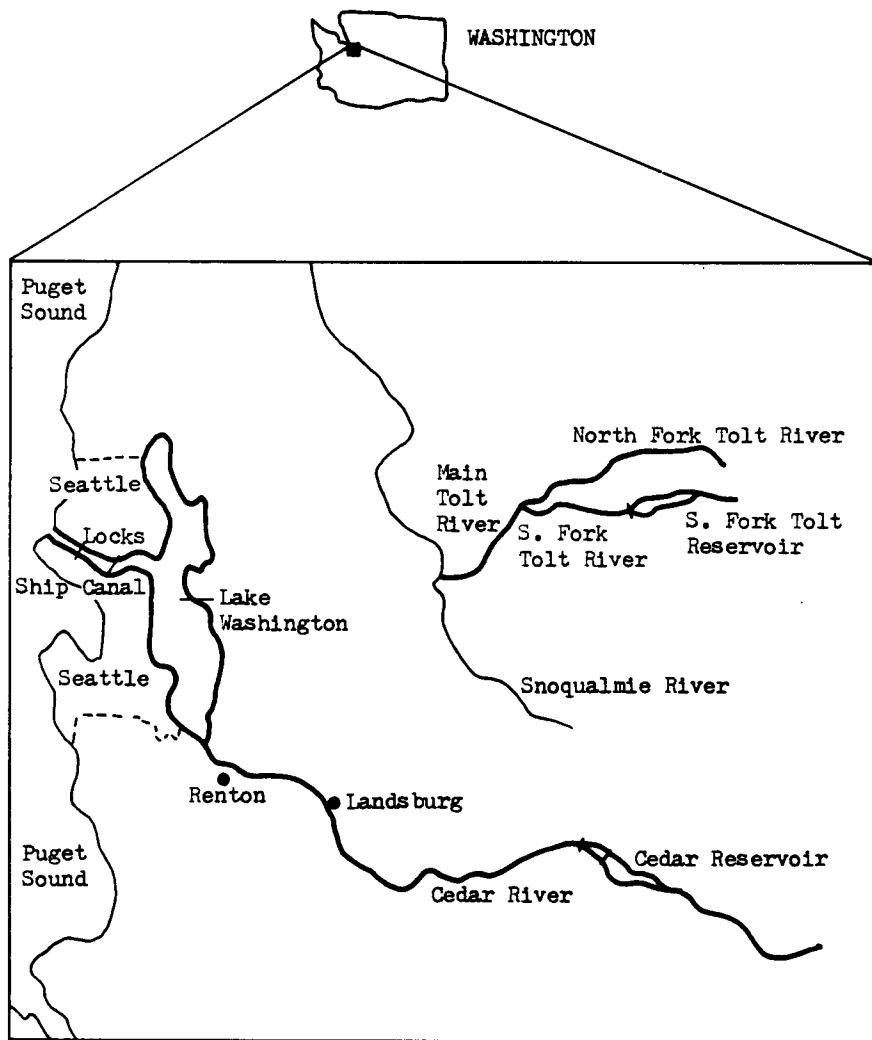 WASHINGTON
Puget
Sound
North Fork Tolt River
Main
Tolt
River
Seattle
S. Fork
Tolt River
S. Fork Tolt
Reservoir
Locks
Ship Canal
Lake
Washington
Seattle
Snoqualmie River
Renton
Landsburg
Puget
Sound
Cedar Reservoir
Cedar River